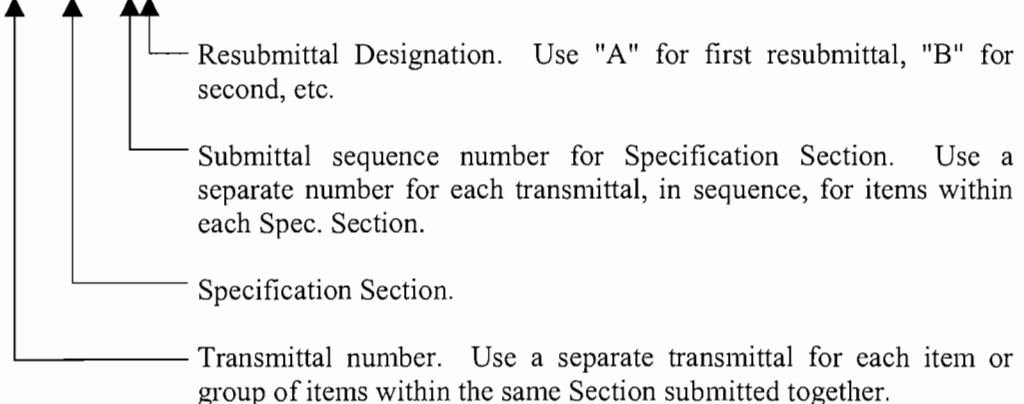 Resubmittal Designation. Use "A" for first resubmittal, "B" for
second, etc.
Submittal sequence number for Specification Section. Use a
separate number for each transmittal, in sequence, for items within
each Spec. Section.
Specification Section.
Transmittal number. Use a separate transmittal for each item or
group of items within the same Section submitted together.